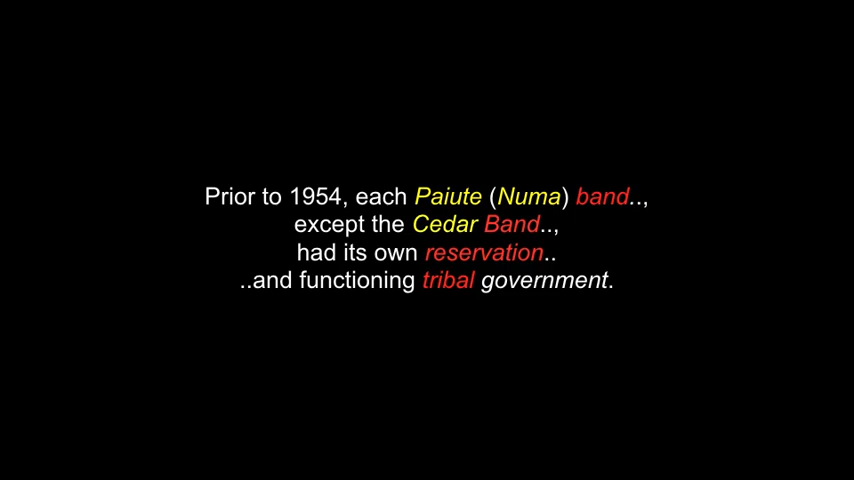 Prior to 1954, each Paiute (Numa) band..,
except the Cedar Band..,
had its own reservation..
..and functioning tribal government.